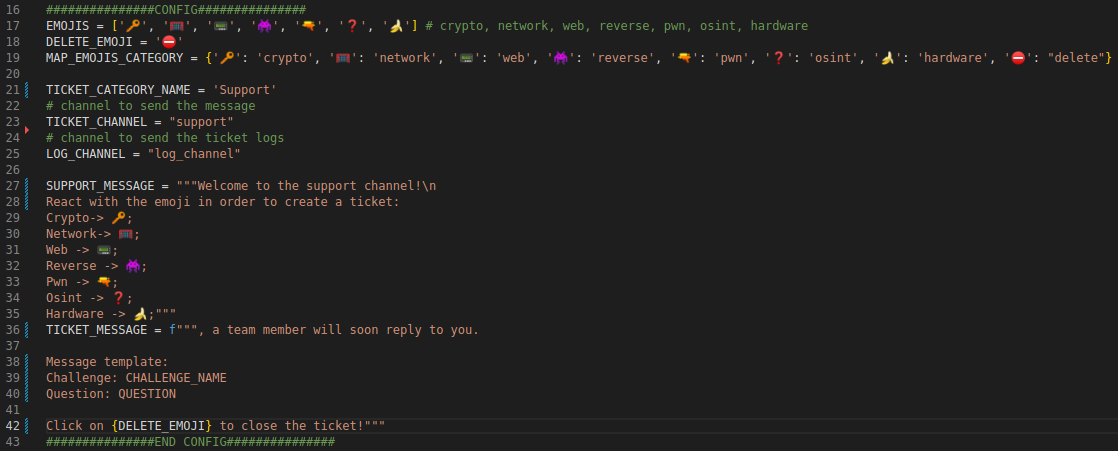 16 ###############CONFIG###############
17 EMOJIS = ['🔑', '🥅', '📟', '👾', '🔫', '❓', '🍌'] # crypto, network, web, reverse, pwn, osint, hardware
18 DELETE_EMOJI = '⛔'
19 MAP_EMOJIS_CATEGORY = {'🔑': 'crypto', '🥅': 'network', '📟': 'web', '👾': 'reverse', '🔫': 'pwn', '❓': 'osint', '🍌': 'hardware', '⛔': "delete"}
20
21 TICKET_CATEGORY_NAME = 'Support'
22 # channel to send the message
23 TICKET_CHANNEL = "support"
24 # channel to send the ticket logs
25 LOG_CHANNEL = "log_channel"
26
27 SUPPORT_MESSAGE = """Welcome to the support channel!\n
28 React with the emoji in order to create a ticket:
29 Crypto-> 🔑;
30 Network-> 🥅;
31 Web -> 📟;
32 Reverse -> 👾;
33 Pwn -> 🔫;
34 Osint -> ❓;
35 Hardware -> 🍌;"""
36 TICKET_MESSAGE = f""", a team member will soon reply to you.
37
38 Message template:
39 Challenge: CHALLENGE_NAME
40 Question: QUESTION
41
42 Click on {DELETE_EMOJI} to close the ticket!"""
43 ###############END CONFIG###############